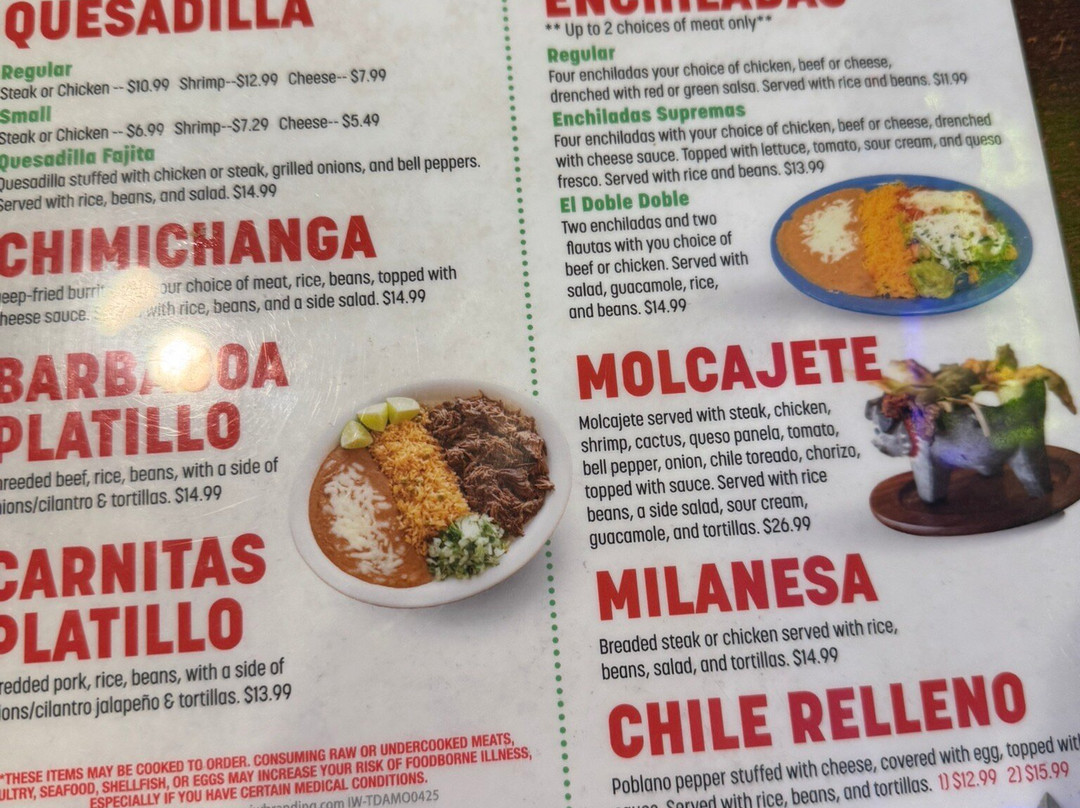 QUESADILLA
Regular
Steak or Chicken -- $10.99 Shrimp--$12.99 Cheese-- $7.99
Small
Steak or Chicken -- $6.99 Shrimp--$7.29 Cheese-- $5.49
Quesadilla Fajita
Quesadilla stuffed with chicken or steak, grilled onions, and bell peppers.
Served with rice, beans, and salad. $14.99
CHIMICHANGA
eep-fried burrit our choice of meat, rice, beans, topped with
heese sauce. with rice, beans, and a side salad. $14.99
BARBACOA
PLATILLO
hreeded beef, rice, beans, with a side of
nions/cilantro & tortillas. $14.99
CARNITAS
PLATILLO
redded pork, rice, beans, with a side of
ions/cilantro jalapeño & tortillas. $13.99
*THESE ITEMS MAY BE COOKED TO ORDER. CONSUMING RAW OR UNDERCOOKED MEATS,
ULTRY, SEAFOOD, SHELLFISH, OR EGGS MAY INCREASE YOUR RISK OF FOODBORNE ILLNESS,
ESPECIALLY IF YOU HAVE CERTAIN MEDICAL CONDITIONS.
branding.com IW-TDAMO0425
ENCHILADAS
** Up to 2 choices of meat only**
Regular
Four enchiladas your choice of chicken, beef or cheese,
drenched with red or green salsa. Served with rice and beans. $11.99
Enchiladas Supremas
Four enchiladas with your choice of chicken, beef or cheese, drenched
with cheese sauce. Topped with lettuce, tomato, sour cream, and queso
fresco. Served with rice and beans. $13.99
El Doble Doble
Two enchiladas and two
flautas with you choice of
beef or chicken. Served with
salad, guacamole, rice,
and beans. $14.99
MOLCAJETE
Molcajete served with steak, chicken,
shrimp, cactus, queso panela, tomato,
bell pepper, onion, chile toreado, chorizo,
topped with sauce. Served with rice
beans, a side salad, sour cream,
guacamole, and tortillas. $26.99
MILANESA
Breaded steak or chicken served with rice,
beans, salad, and tortillas. $14.99
CHILE RELLENO
Poblano pepper stuffed with cheese, covered with egg, topped with
Served with rice, beans, and tortillas. 1) $12.99 2) $15.99